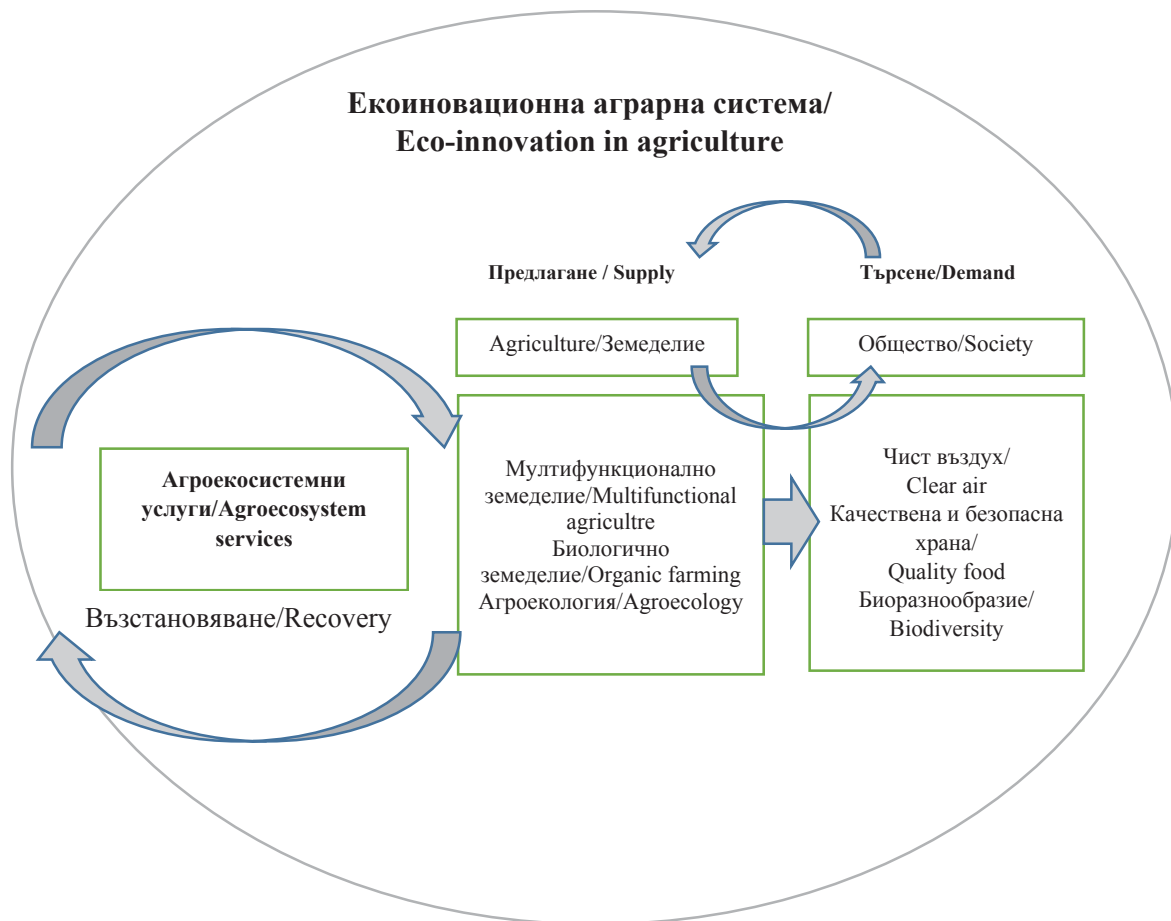 Екоиновационна аграрна система/
Eco-innovation in agriculture
Предлагане / Supply
Търсене/Demand
Agriculture/Земеделие
Общество/Society
Агроекосистемни
услуги/Agroecosystem
services
Възстановяване/Recovery
Мултифункционално
земеделие/Multifunctional
agricultre
Биологично
земеделие/Organic farming
Агроекология/Agroecology
Чист въздух/
Clear air
Качествена и безопасна
храна/
Quality food
Биоразнообразие/
Biodiversity